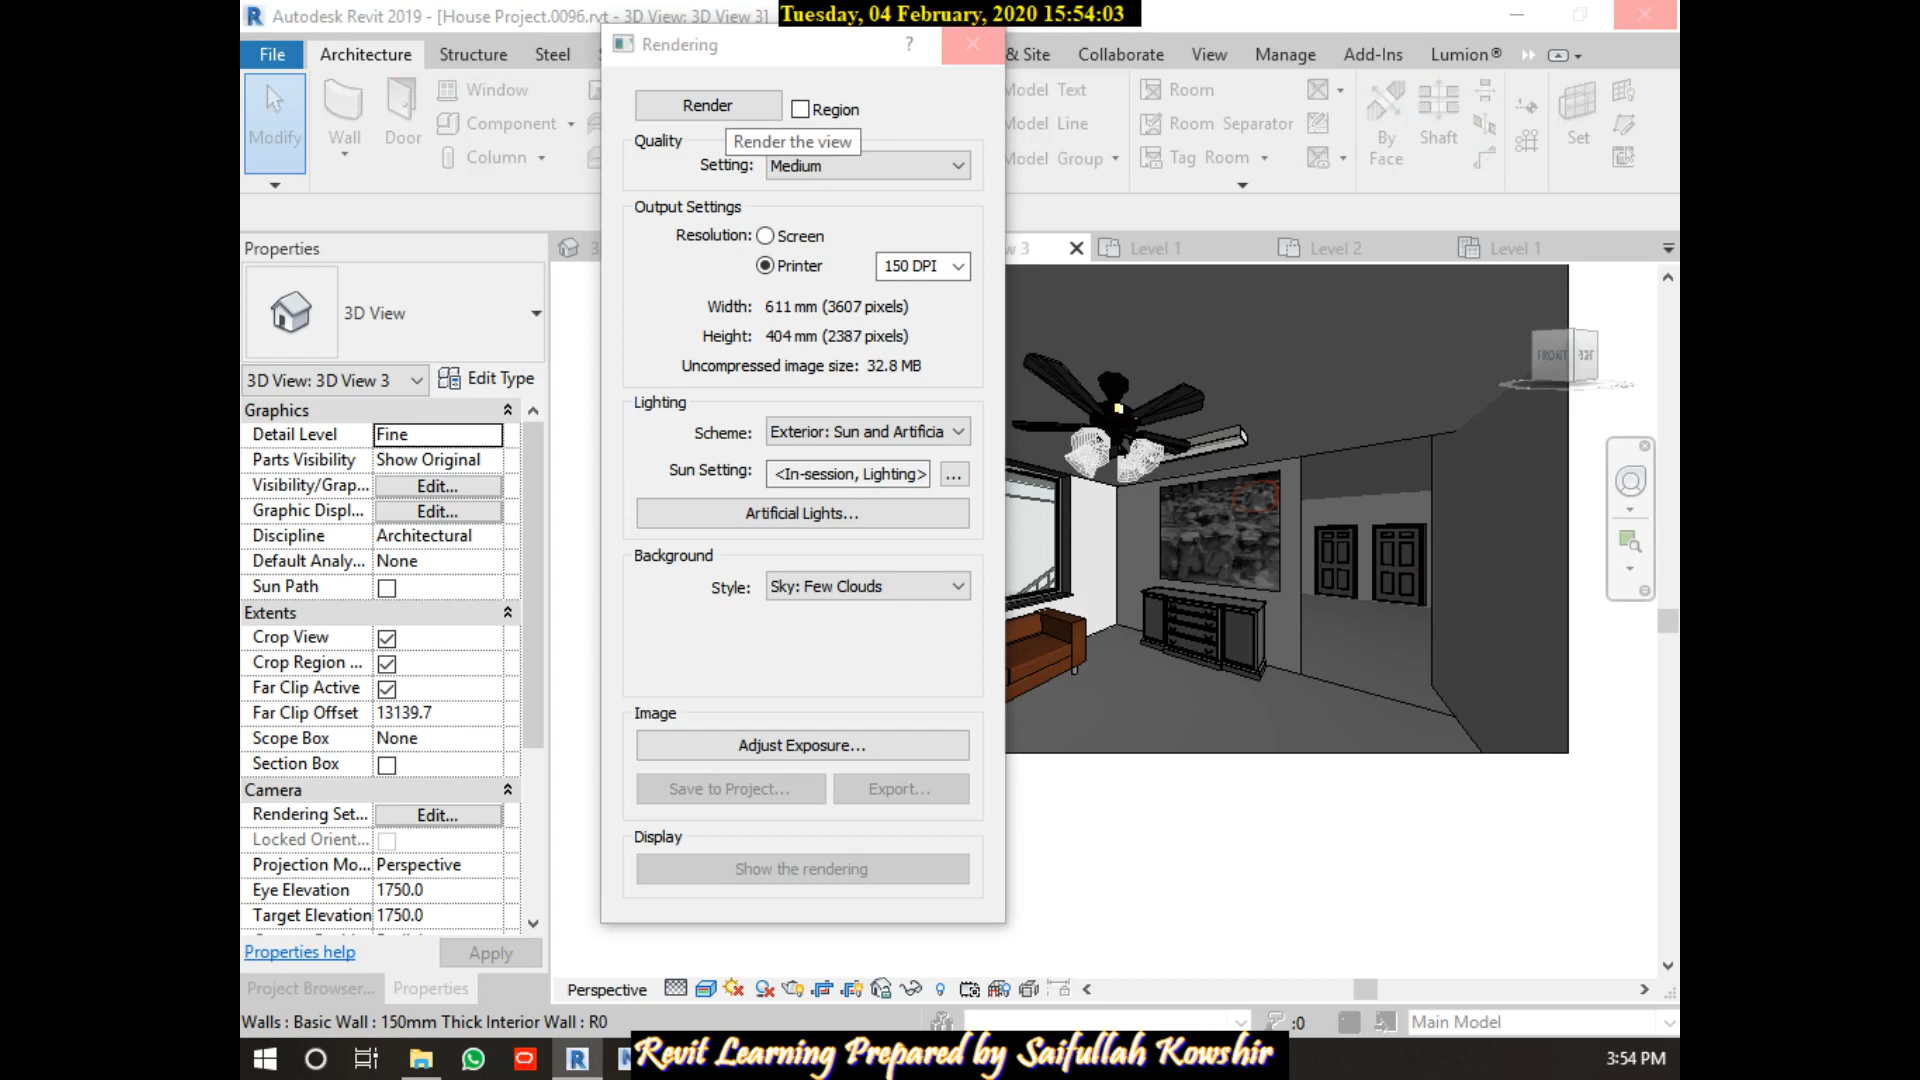 Autodesk Revit 2019 - [House Project.0096.rvt - 3D View: 3D View 3]
Tuesday, 04 February, 2020 15:54:03
File
Architecture
Structure
Steel
& Site
Collaborate
View
Manage
Add-Ins
Lumion®
Modify
Wall
Door
Window
Component
Column
Model Text
Model Line
Model Group
Room
Room Separator
Tag Room
By
Face
Shaft
Set
Rendering
?
Render
Region
Render the view
Quality
Setting:
Medium
Output Settings
Resolution:
Screen
Printer
150 DPI
Width:
611 mm (3607 pixels)
Height:
404 mm (2387 pixels)
Uncompressed image size: 32.8 MB
Lighting
Scheme:
Exterior: Sun and Artificia
Sun Setting:
<In-session, Lighting>
...
Artificial Lights...
Background
Style:
Sky: Few Clouds
Image
Adjust Exposure...
Save to Project...
Export...
Display
Show the rendering
3
Level 1
Level 2
Level 1
FRONT
Properties
3D View
3D View: 3D View 3
Edit Type
Graphics
Detail Level
Fine
Parts Visibility
Show Original
Visibility/Grap...
Edit...
Graphic Displ...
Edit...
Discipline
Architectural
Default Analy...
None
Sun Path
Extents
Crop View
Crop Region ...
Far Clip Active
Far Clip Offset
13139.7
Scope Box
None
Section Box
Camera
Rendering Set...
Edit...
Locked Orient...
Projection Mo...
Perspective
Eye Elevation
1750.0
Target Elevation
1750.0
Properties help
Apply
Project Browser...
Properties
Perspective
Walls : Basic Wall : 150mm Thick Interior Wall : R0
:0
Main Model
Revit Learning Prepared by Saifullah Kowshir
3:54 PM